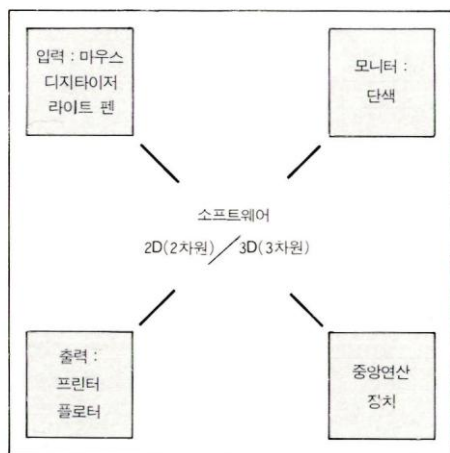 입력 : 마우스
디지타이저
라이트 펜
모니터 :
단색
소프트웨어
2D(2차원)／3D(3차원)
출력 :
프린터
플로터
중앙연산
장치